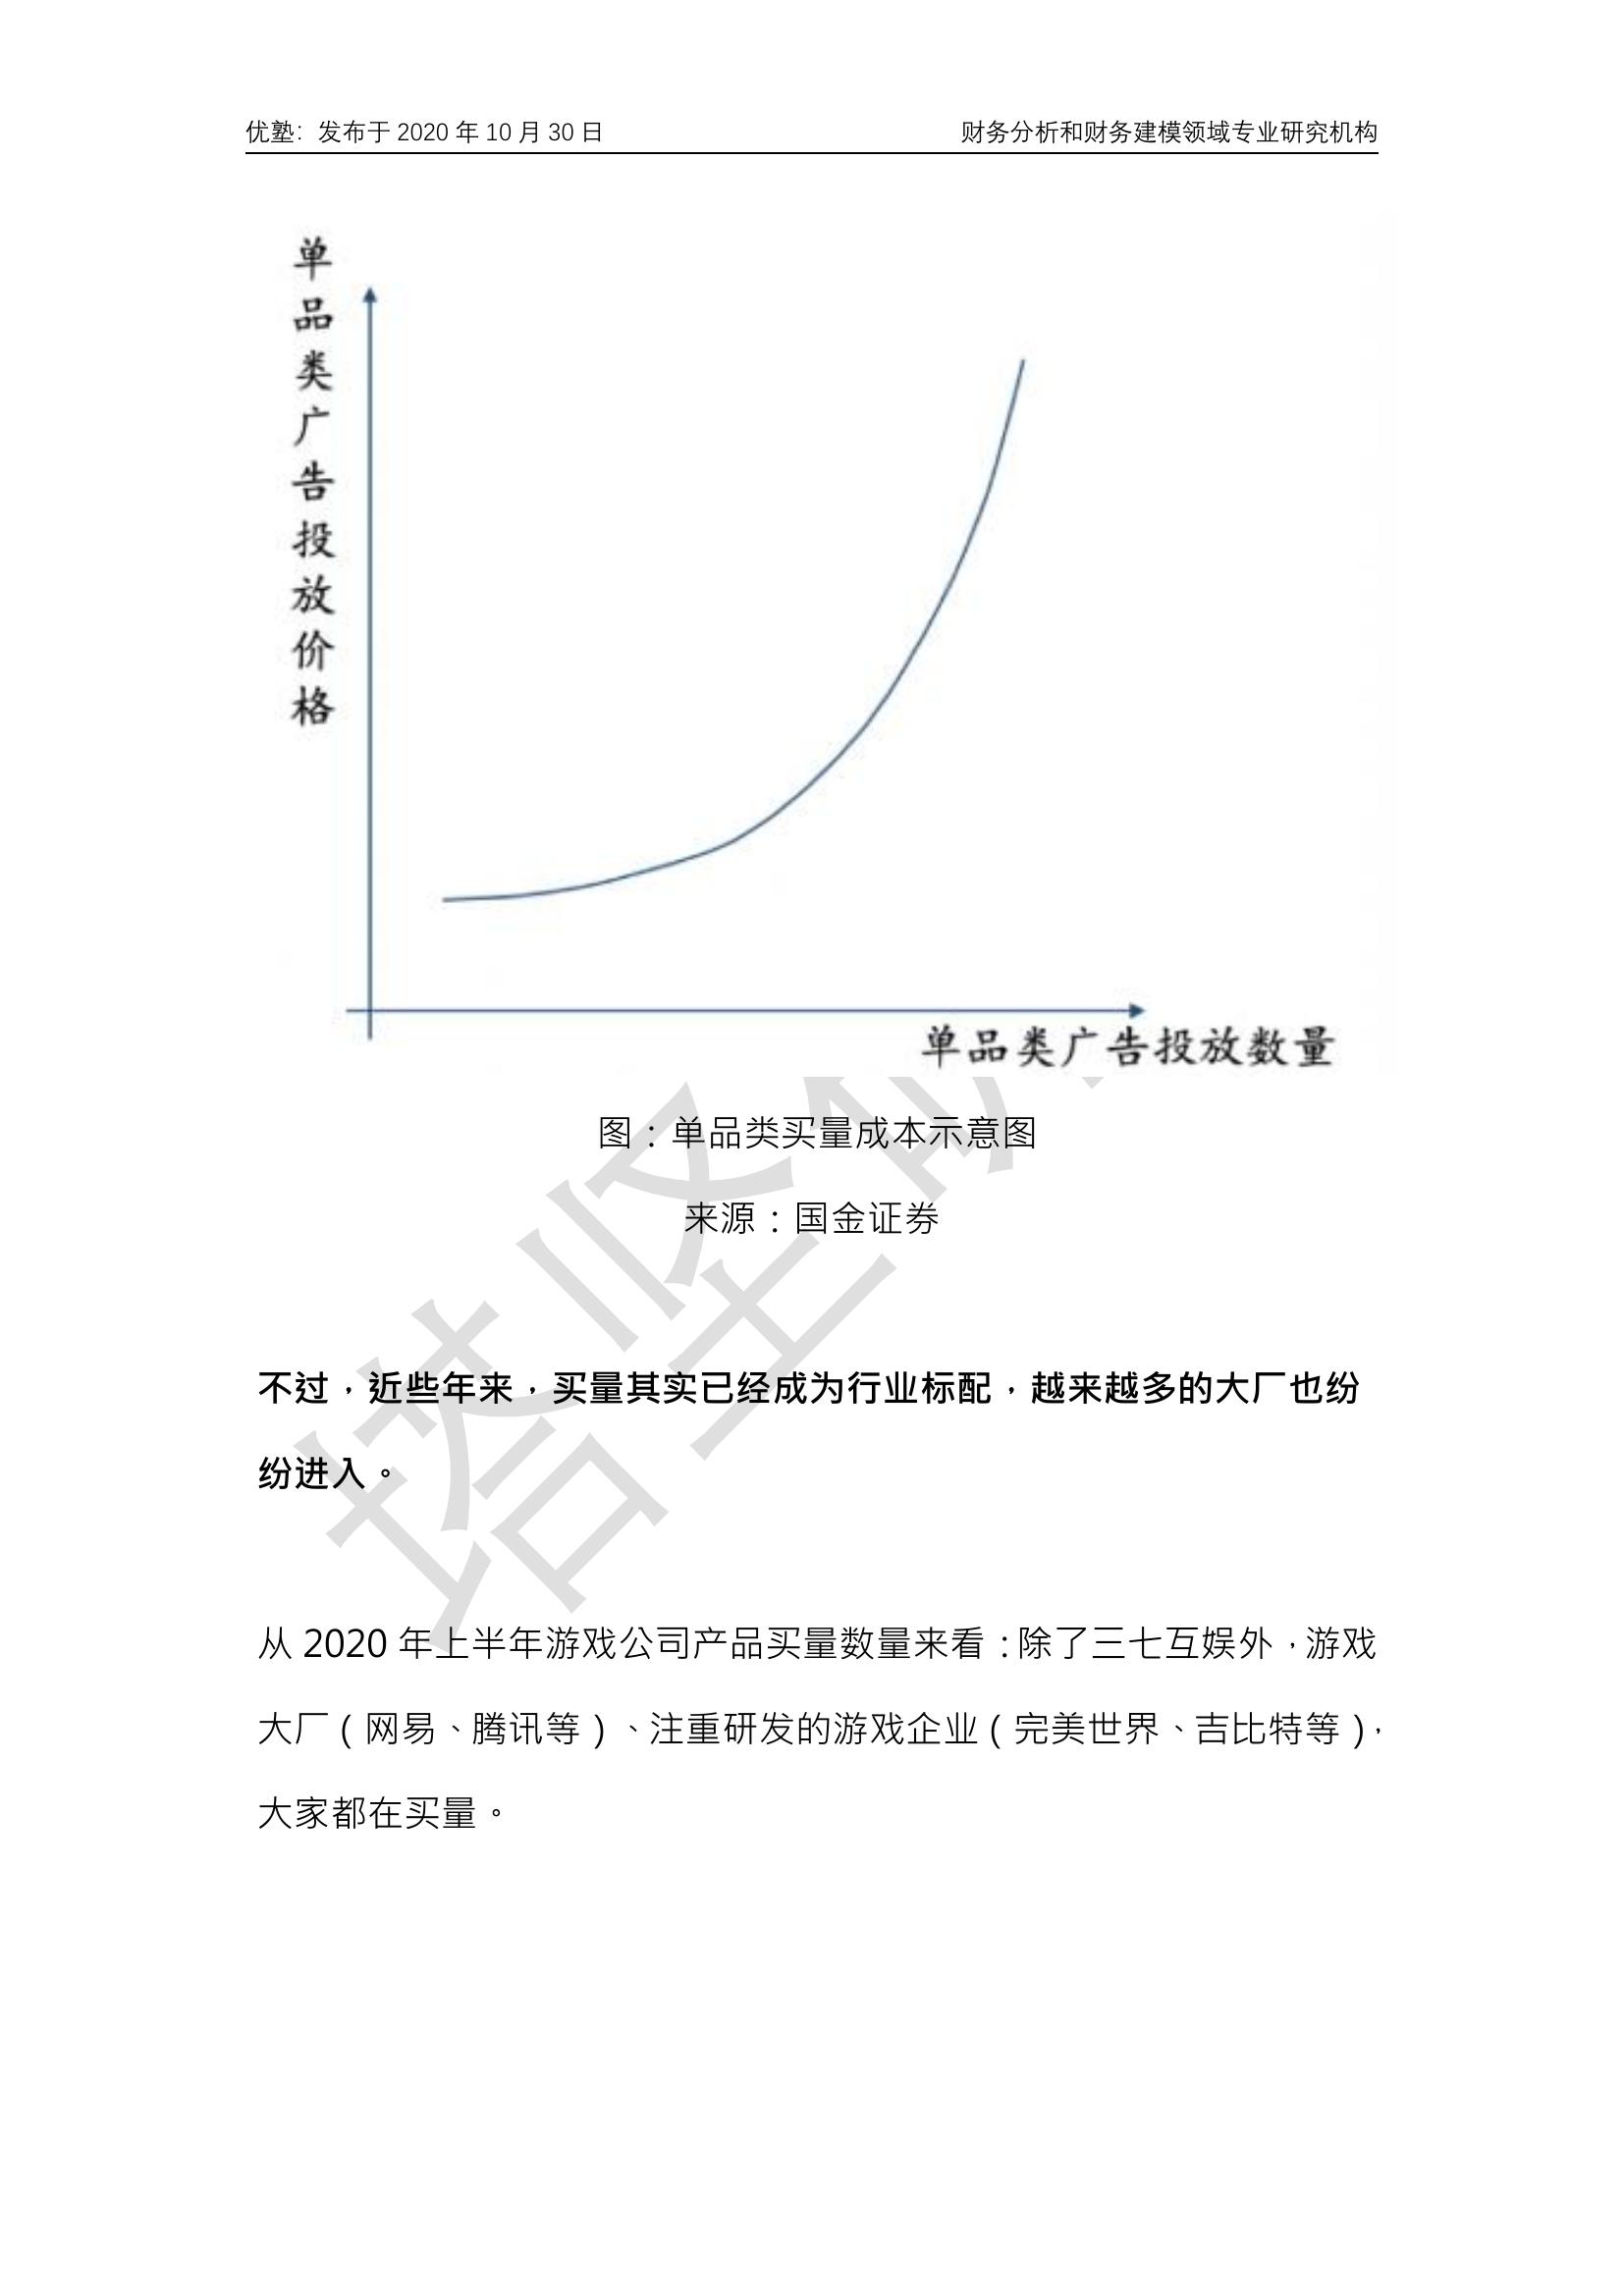 优塾：发布于 2020 年 10 月 30 日
财务分析和财务建模领域专业研究机构
单品类广告投放价格
单品类广告投放数量
图：单品类买量成本示意图
来源：国金证券
不过，近些年来，买量其实已经成为行业标配，越来越多的大厂也纷
纷进入。
从 2020 年上半年游戏公司产品买量数量来看：除了三七互娱外，游戏
大厂（网易、腾讯等）、注重研发的游戏企业（完美世界、吉比特等），
大家都在买量。
塔坚